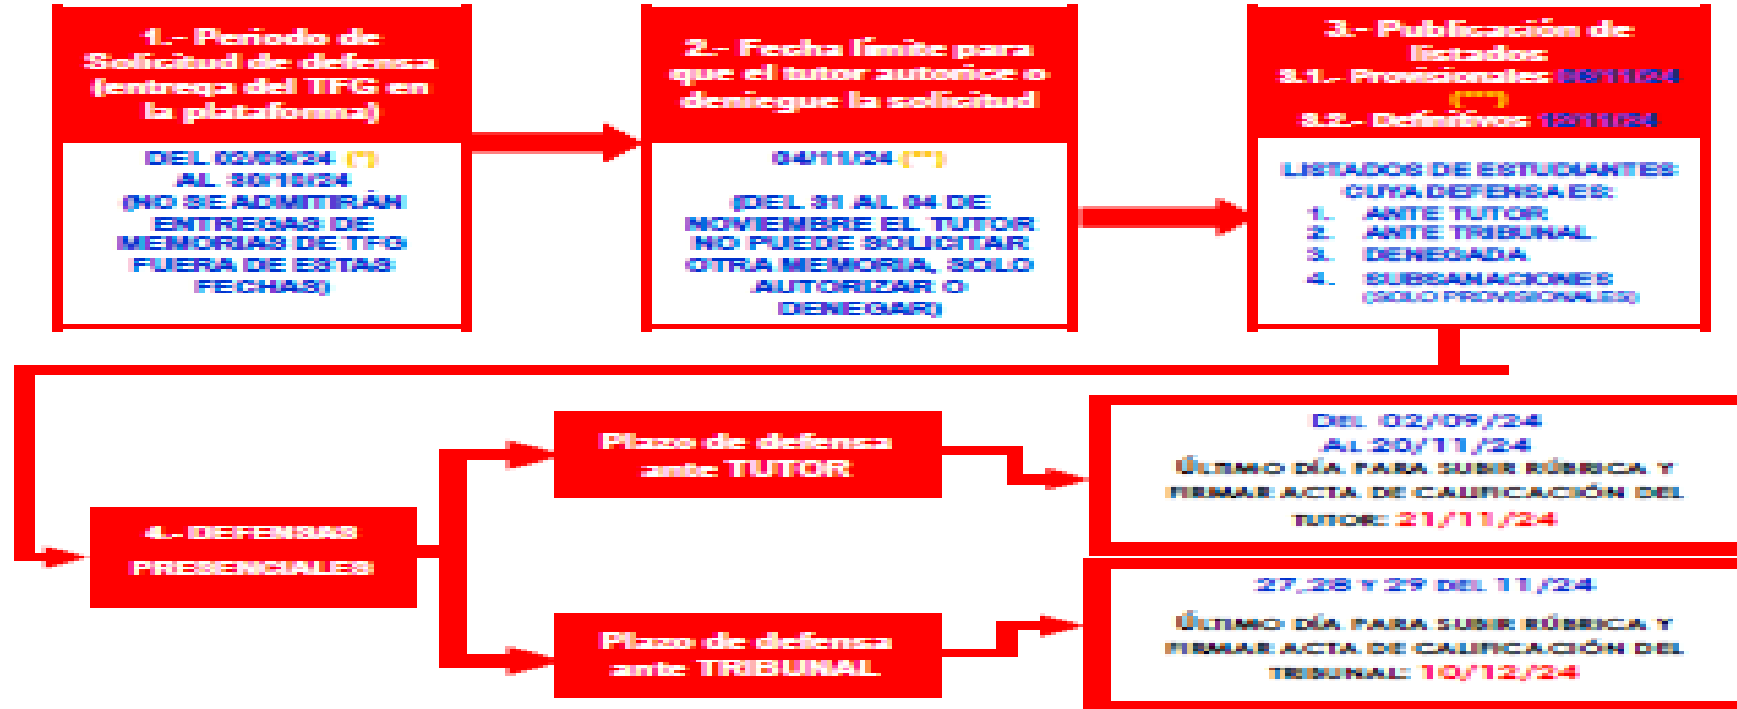 1.- Periodo de
Solicitud de defensa
(entrega del TFG en
la plataforma)
DEL 02/09/24 (*)
AL 30/10/24
(NO SE ADMITIRÁN
ENTREGAS DE
MEMORIAS DE TFG
FUERA DE ESTAS
FECHAS)
2.- Fecha límite para
que el tutor autorice o
deniegue la solicitud
04/11/24 (**)
(DEL 31 AL 04 DE
NOVIEMBRE EL TUTOR
NO PUEDE SOLICITAR
OTRA MEMORIA, SOLO
AUTORIZAR O
DENEGAR)
3.- Publicación de
listados
3.1.- Provisionales
(***)
3.2.- Definitivos: 12/11/24
LISTADOS DE ESTUDIANTES
CUYA DEFENSA ES:
1. ANTE TUTOR
2. ANTE TRIBUNAL
3. DENEGADA
4. SUBSANACIONES
(SOLO PROVISIONALES)
4.- DEFENSAS
PRESENCIALES
Plazo de defensa
ante TUTOR
DEL 02/09/24
AL 20/11/24
ÚLTIMO DÍA PARA SUBIR RÚBRICA Y
FIRMAR ACTA DE CALIFICACIÓN DEL
TUTOR: 21/11/24
Plazo de defensa
ante TRIBUNAL
27,28 Y 29 DEL 11/24
ÚLTIMO DÍA PARA SUBIR RÚBRICA Y
FIRMAR ACTA DE CALIFICACIÓN DEL
TRIBUNAL: 10/12/24